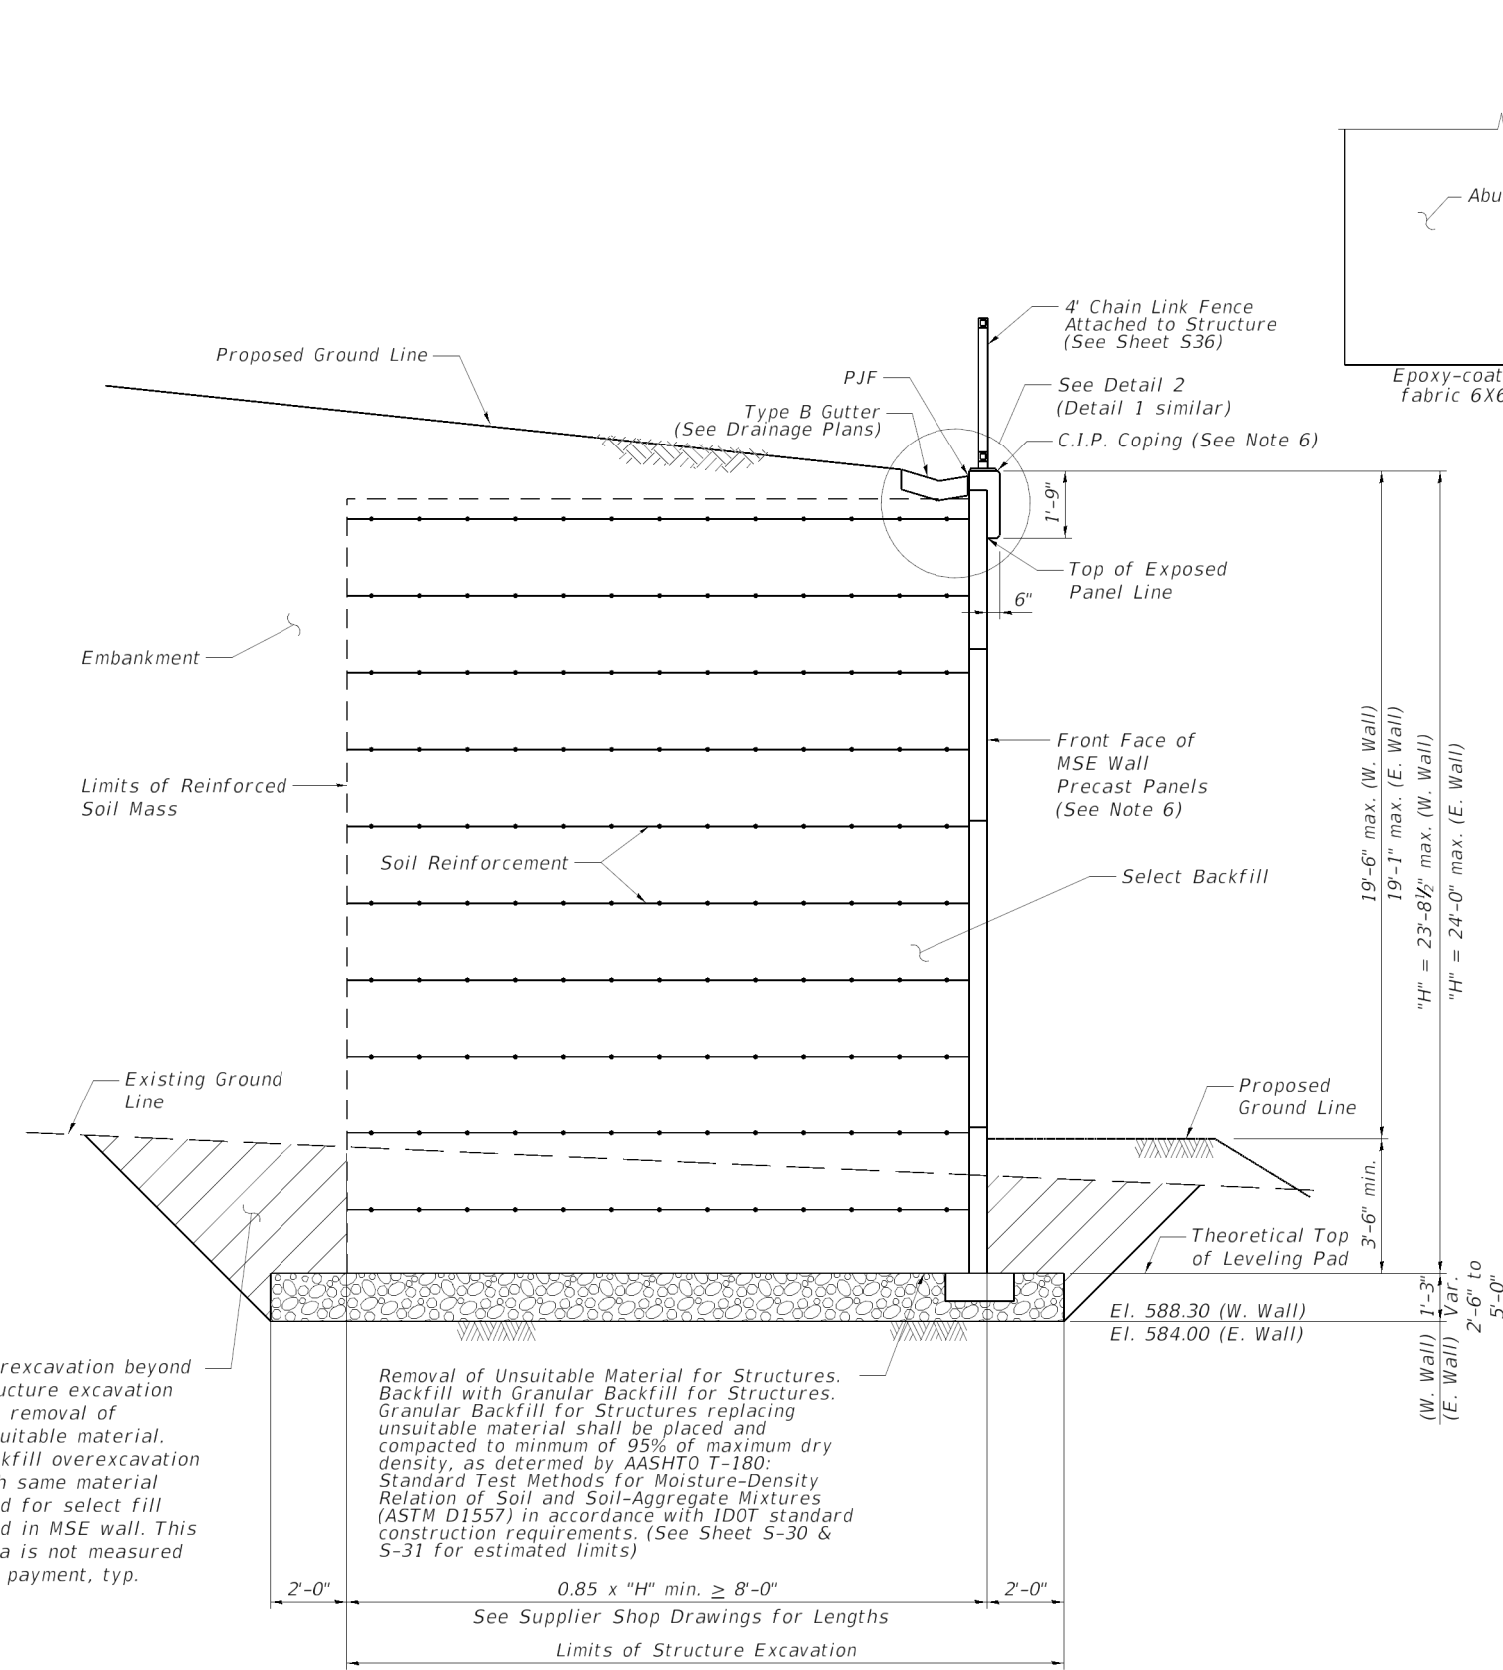 Abu
4' Chain Link Fence
Attached to Structure
(See Sheet S36)
Proposed Ground Line
PJF
See Detail 2
(Detail 1 similar)
Epoxy-coat
fabric 6X6
Type B Gutter
(See Drainage Plans)
C.I.P. Coping (See Note 6)
1'-9"
Top of Exposed
Panel Line
6"
Embankment
Front Face of
MSE Wall
Precast Panels
(See Note 6)
19'-6" max. (W. Wall)
19'-1" max. (E. Wall)
"H" = 23'-8½" max. (W. Wall)
"H" = 24'-0" max. (E. Wall)
Limits of Reinforced
Soil Mass
Soil Reinforcement
Select Backfill
Existing Ground
Line
Proposed
Ground Line
3'-6" min.
Theoretical Top
of Leveling Pad
El. 588.30 (W. Wall)
El. 584.00 (E. Wall)
(W. Wall) 1'-3"
(E. Wall) Var.
2'-6" to
5'-0"
rexcavation beyond
ucture excavation
removal of
uitable material.
kfill overexcavation
h same material
d for select fill
d in MSE wall. This
a is not measured
payment, typ.
Removal of Unsuitable Material for Structures.
Backfill with Granular Backfill for Structures.
Granular Backfill for Structures replacing
unsuitable material shall be placed and
compacted to minmum of 95% of maximum dry
density, as determed by AASHTO T-180:
Standard Test Methods for Moisture-Density
Relation of Soil and Soil-Aggregate Mixtures
(ASTM D1557) in accordance with IDOT standard
construction requirements. (See Sheet S-30 &
S-31 for estimated limits)
2'-0"
0.85 x "H" min. ≥ 8'-0"
2'-0"
See Supplier Shop Drawings for Lengths
Limits of Structure Excavation